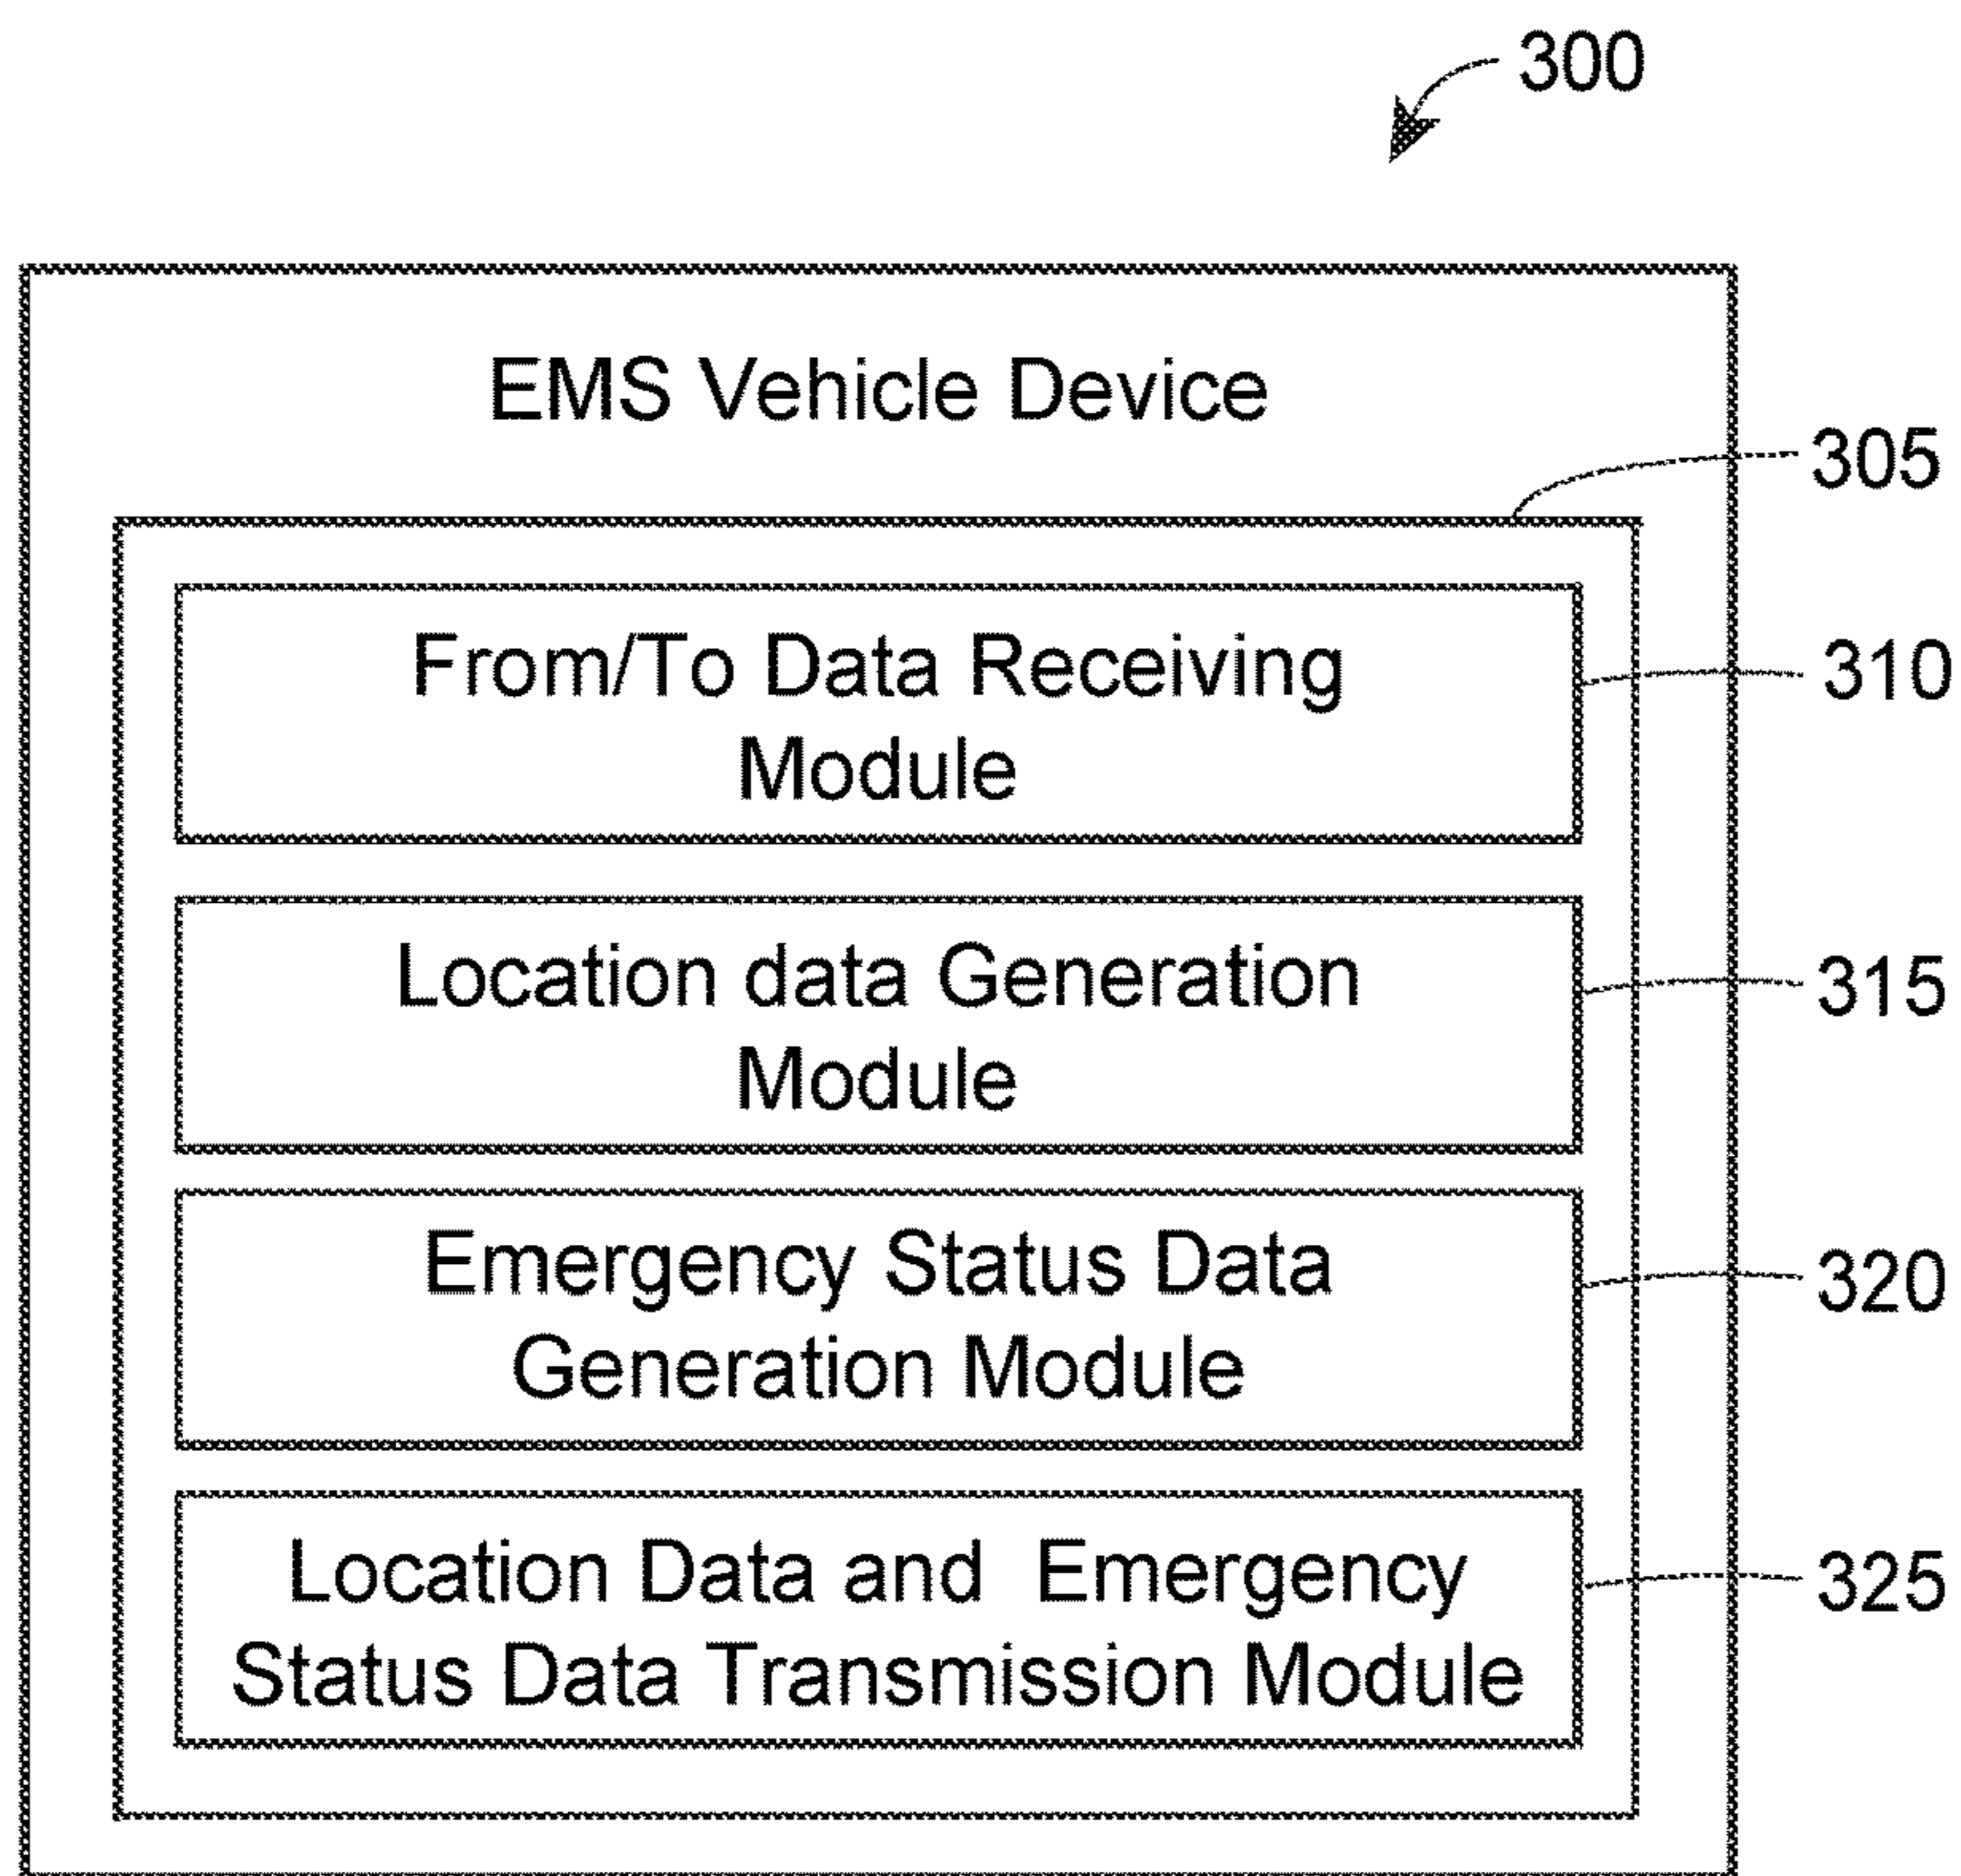 300
EMS Vehicle Device
305
From/To Data Receiving
Module
310
Location data Generation
Module
315
Emergency Status Data
Generation Module
320
Location Data and Emergency
Status Data Transmission Module
325